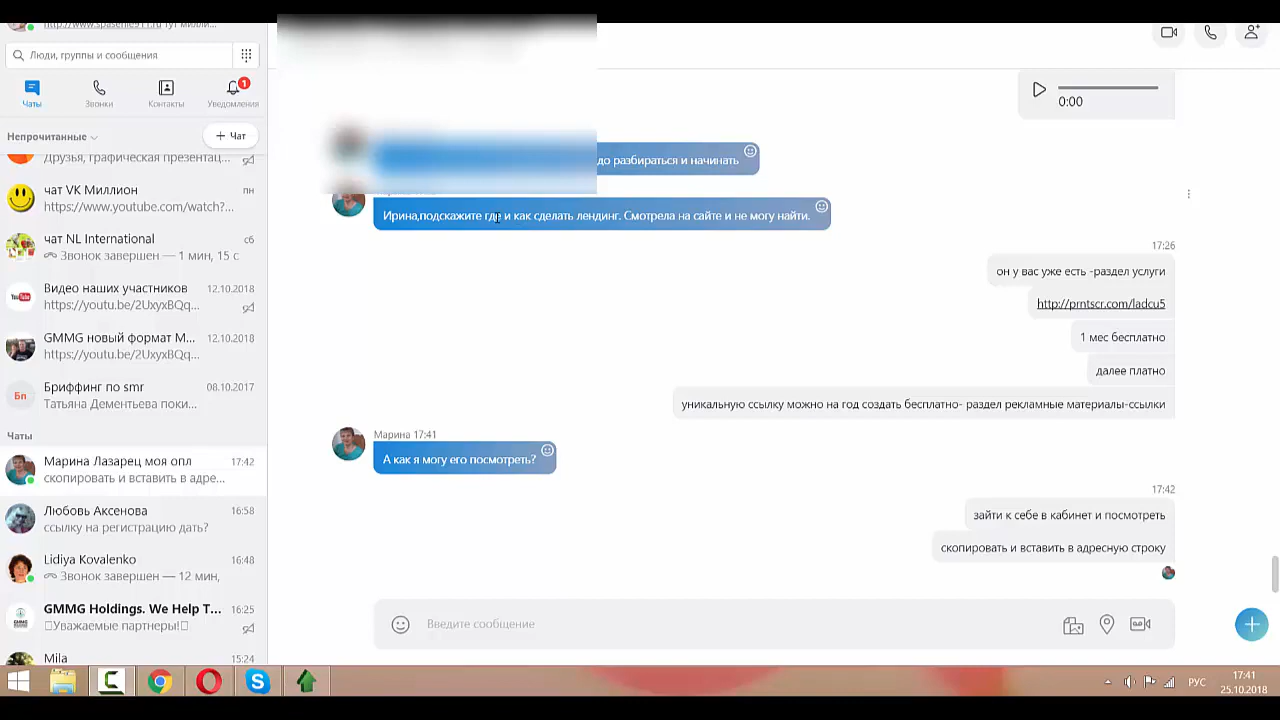 http://www.spasenie911.ru тут милли...
Люди, группы и сообщения
Чаты
Звонки
Контакты
Уведомления
1
Непрочитанные
+ Чат
Друзья, графическая презентац...
чат VK Миллион
пн
https://www.youtube.com/watch?...
чат NL International
сб
Звонок завершен — 1 мин, 15 с
Видео наших участников
12.10.2018
https://youtu.be/2UxyxBQq...
GMMG новый формат М...
12.10.2018
https://youtu.be/2UxyxBQq...
Бп
Бриффинг по smr
08.10.2017
Татьяна Дементьева поки...
Чаты
Марина Лазарец моя опл
17:42
скопировать и вставить в адре...
Любовь Аксенова
16:58
ссылку на регистрацию дать?
Lidiya Kovalenko
16:48
Звонок завершен — 12 мин,
GMMG Holdings. We Help T...
16:25
Уважаемые партнеры!
Mila
15:24
0:00
до разбираться и начинать
Ирина,подскажите где и как сделать лендинг. Смотрела на сайте и не могу найти.
17:26
он у вас уже есть -раздел услуги
http://prntscr.com/ladcu5
1 мес бесплатно
далее платно
уникальную ссылку можно на год создать бесплатно- раздел рекламные материалы-ссылки
Марина 17:41
А как я могу его посмотреть?
17:42
зайти к себе в кабинет и посмотреть
скопировать и вставить в адресную строку
Введите сообщение
РУС
17:41
25.10.2018